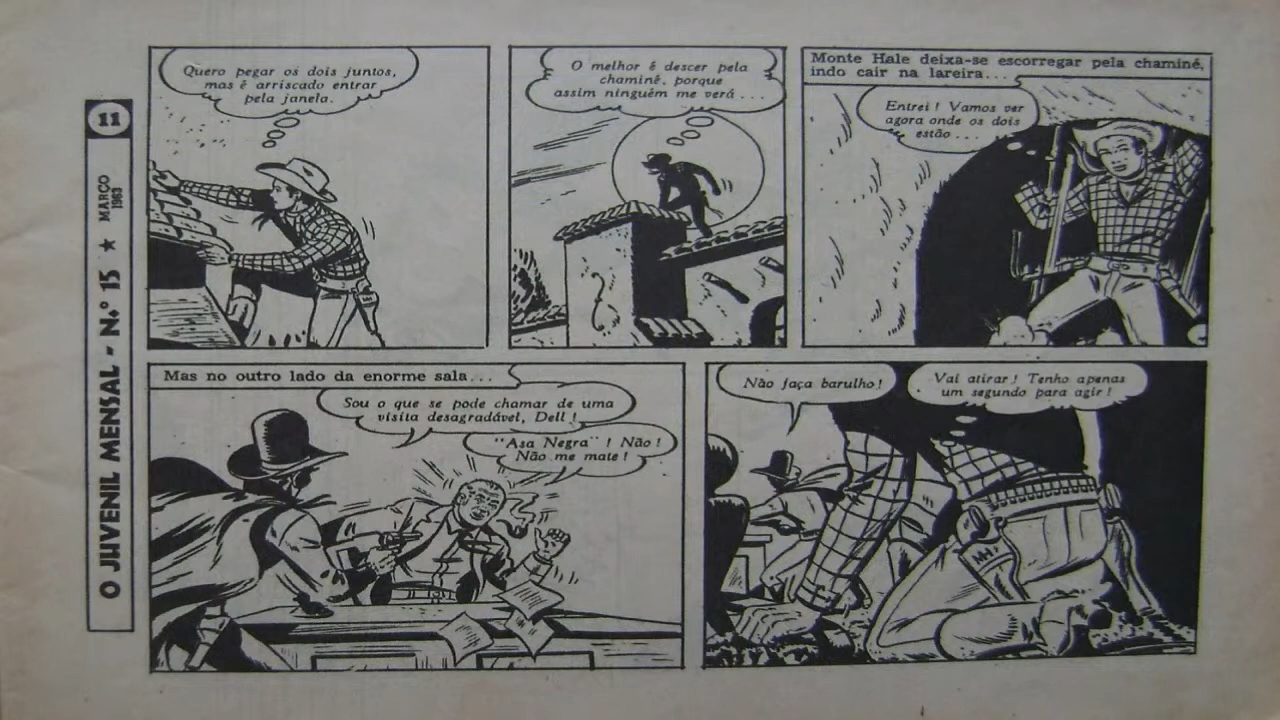 Quero pegar os dois juntos,
mas é arriscado entrar
pela janela.
O melhor é descer pela
chaminé, porque
assim ninguém me verá...
Monte Hale deixa-se escorregar pela chaminé,
indo cair na lareira...
Entrei! Vamos ver
agora onde os dois
estão...
Mas no outro lado da enorme sala...
Sou o que se pode chamar de uma
visita desagradável, Dell!
"Asa Negra"! Não!
Não me mate!
Não faça barulho!
Vai atirar! Tenho apenas
um segundo para agir!
MH
O JUVENIL MENSAL - N.º 15 ★ MARÇO
1963
11